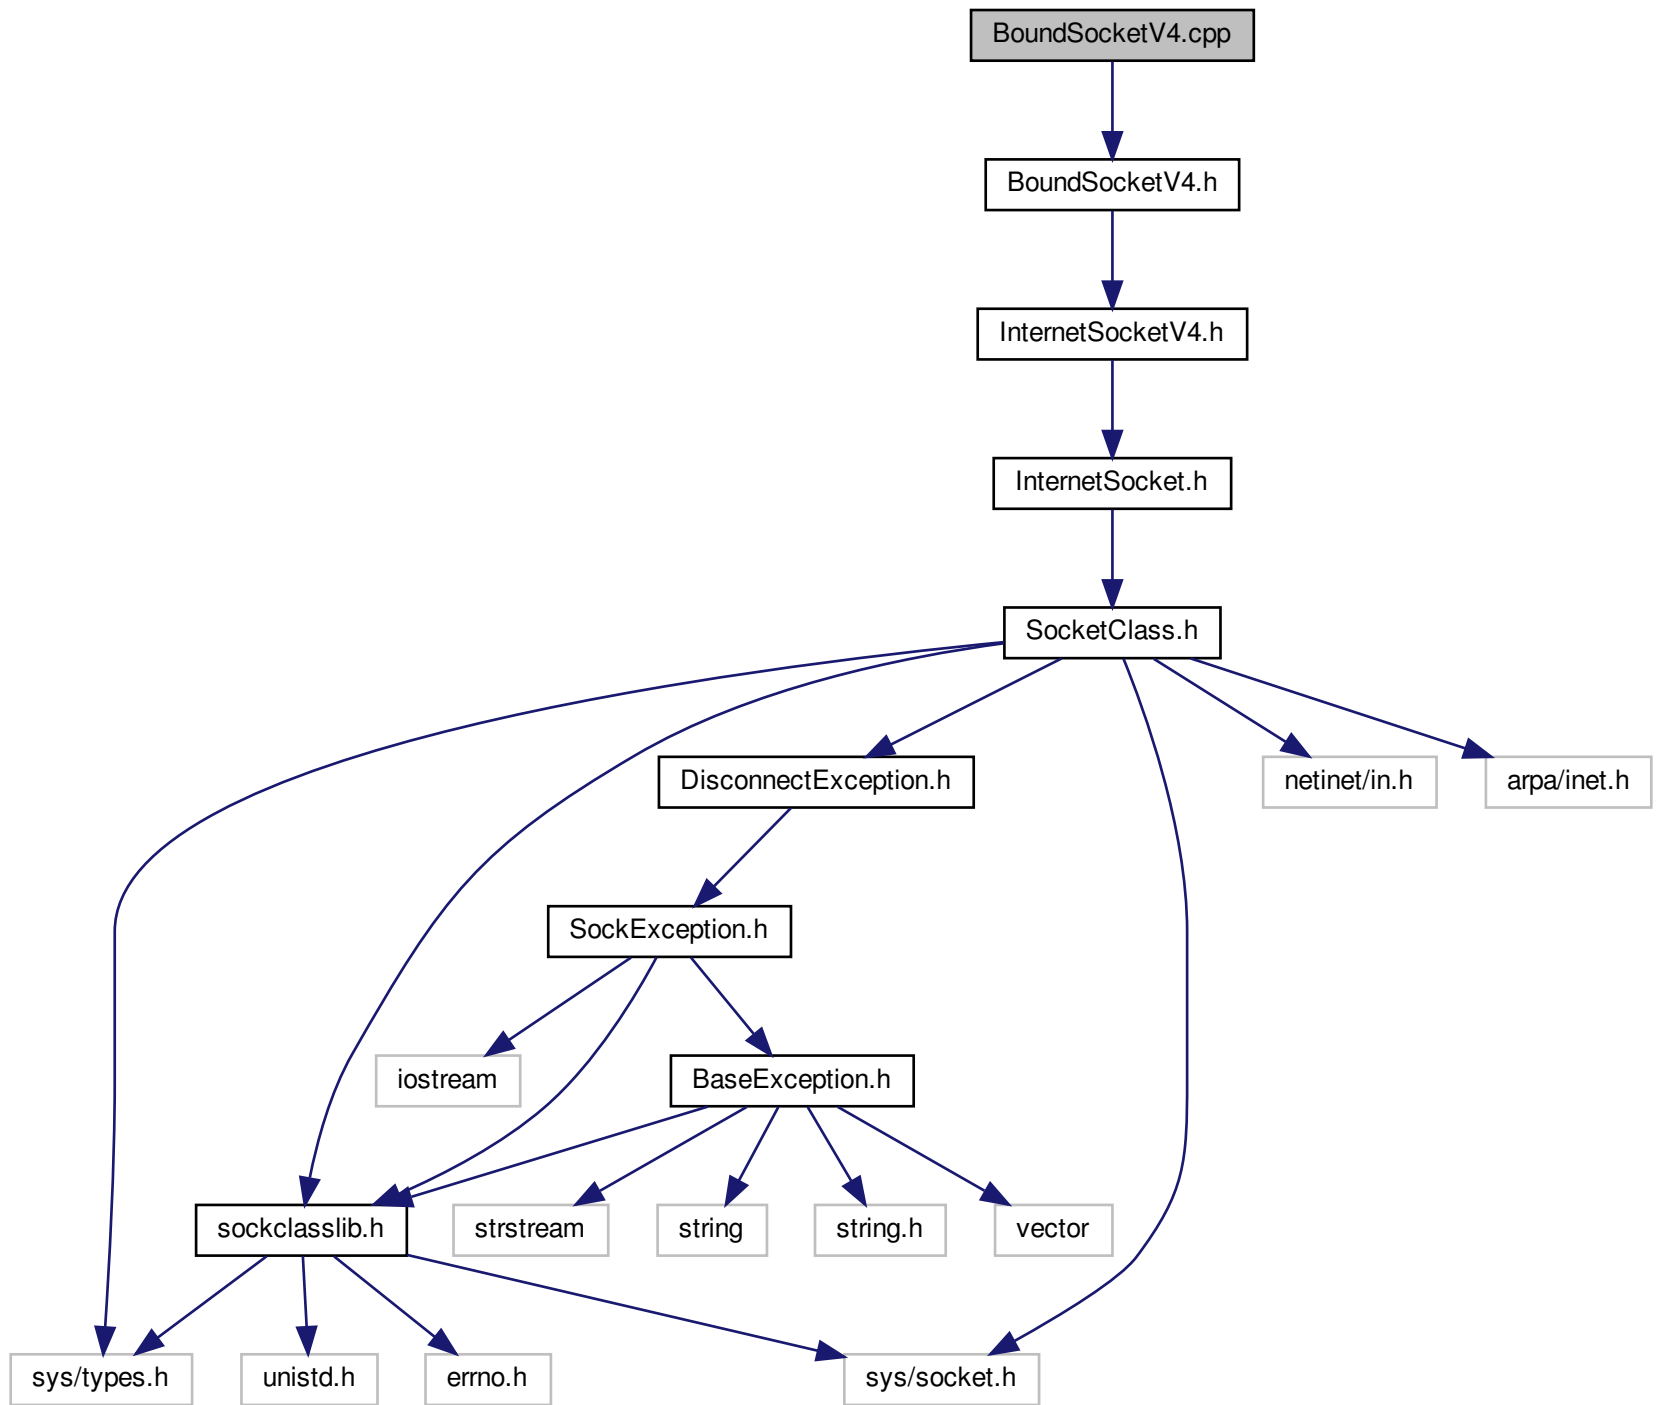 BoundSocketV4.cpp
BoundSocketV4.h
InternetSocketV4.h
InternetSocket.h
SocketClass.h
DisconnectException.h
netinet/in.h
arpa/inet.h
SockException.h
iostream
BaseException.h
sockclasslib.h
strstream
string
string.h
vector
sys/types.h
unistd.h
errno.h
sys/socket.h